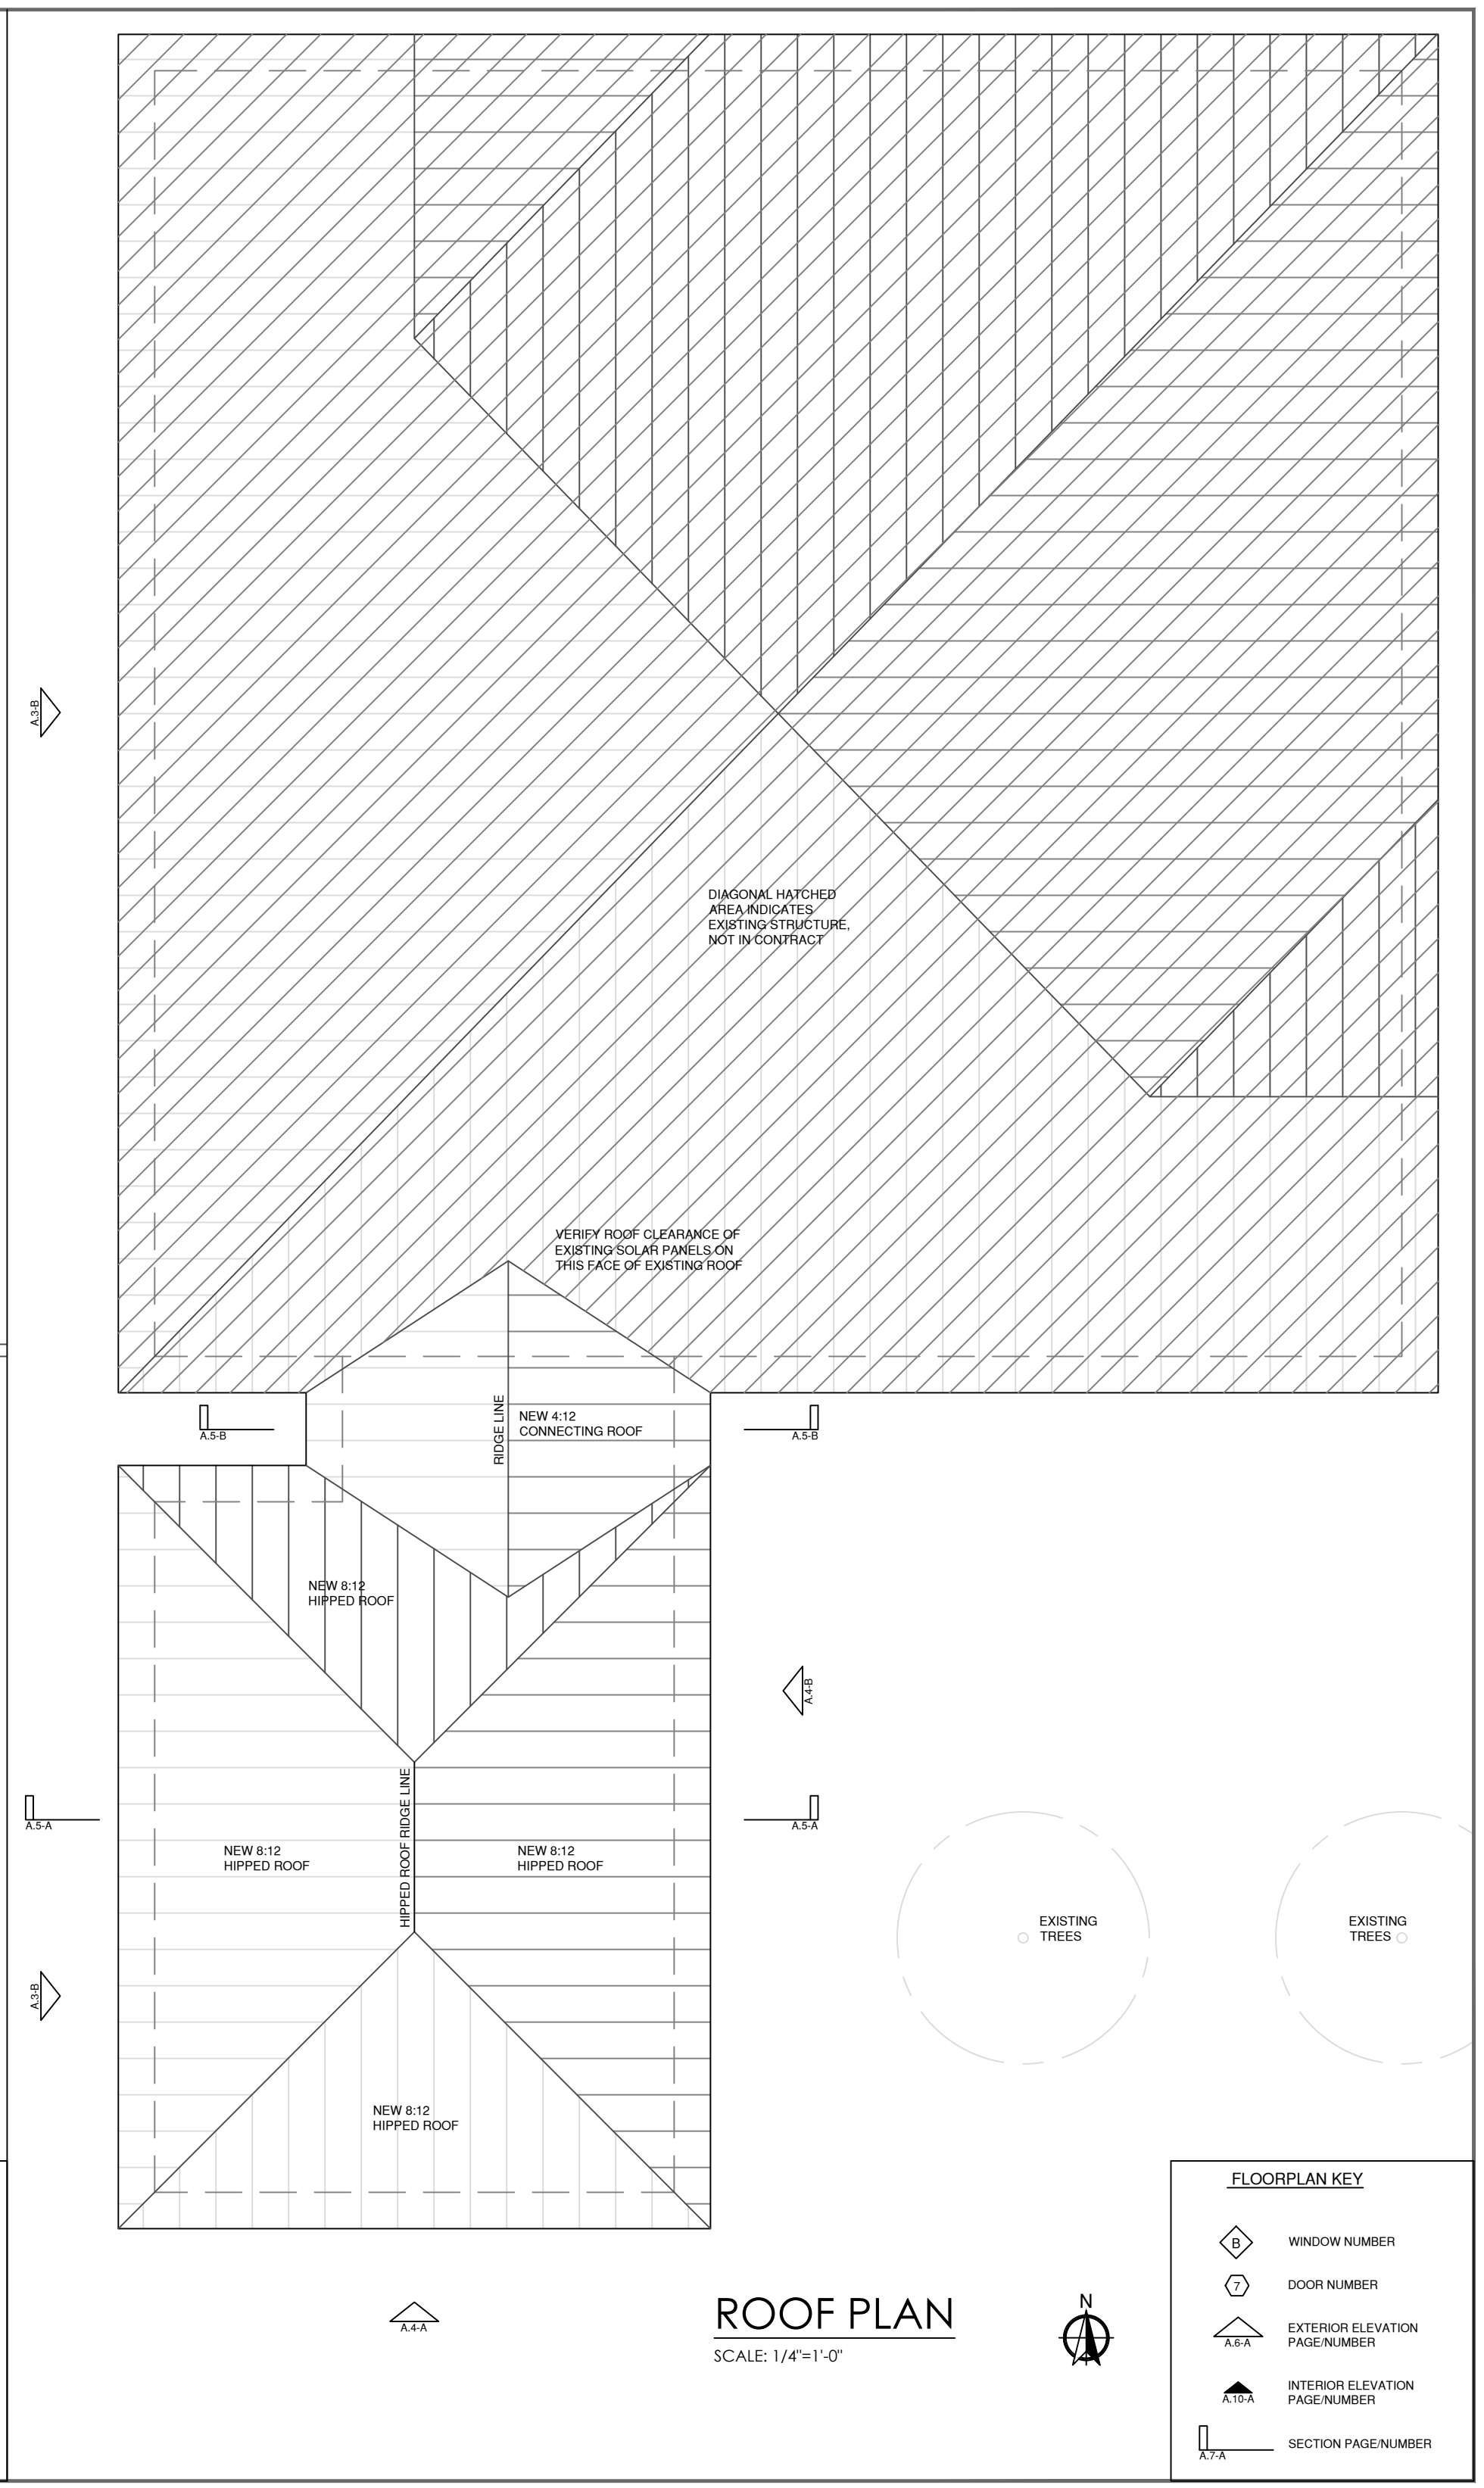 A.3-B
DIAGONAL HATCHED
AREA INDICATES
EXISTING STRUCTURE,
NOT IN CONTRACT
VERIFY ROOF CLEARANCE OF
EXISTING SOLAR PANELS ON
THIS FACE OF EXISTING ROOF
A.5-B
RIDGE LINE
NEW 4:12
CONNECTING ROOF
A.5-B
NEW 8:12
HIPPED ROOF
A.4-B
A.5-A
HIPPED ROOF RIDGE LINE
A.5-A
NEW 8:12
HIPPED ROOF
NEW 8:12
HIPPED ROOF
EXISTING
TREES
EXISTING
TREES
A.3-B
NEW 8:12
HIPPED ROOF
A.4-A
ROOF PLAN
SCALE: 1/4"=1'-0"
N
FLOORPLAN KEY
B
WINDOW NUMBER
7
DOOR NUMBER
A.6-A
EXTERIOR ELEVATION
PAGE/NUMBER
A.10-A
INTERIOR ELEVATION
PAGE/NUMBER
A.7-A
SECTION PAGE/NUMBER